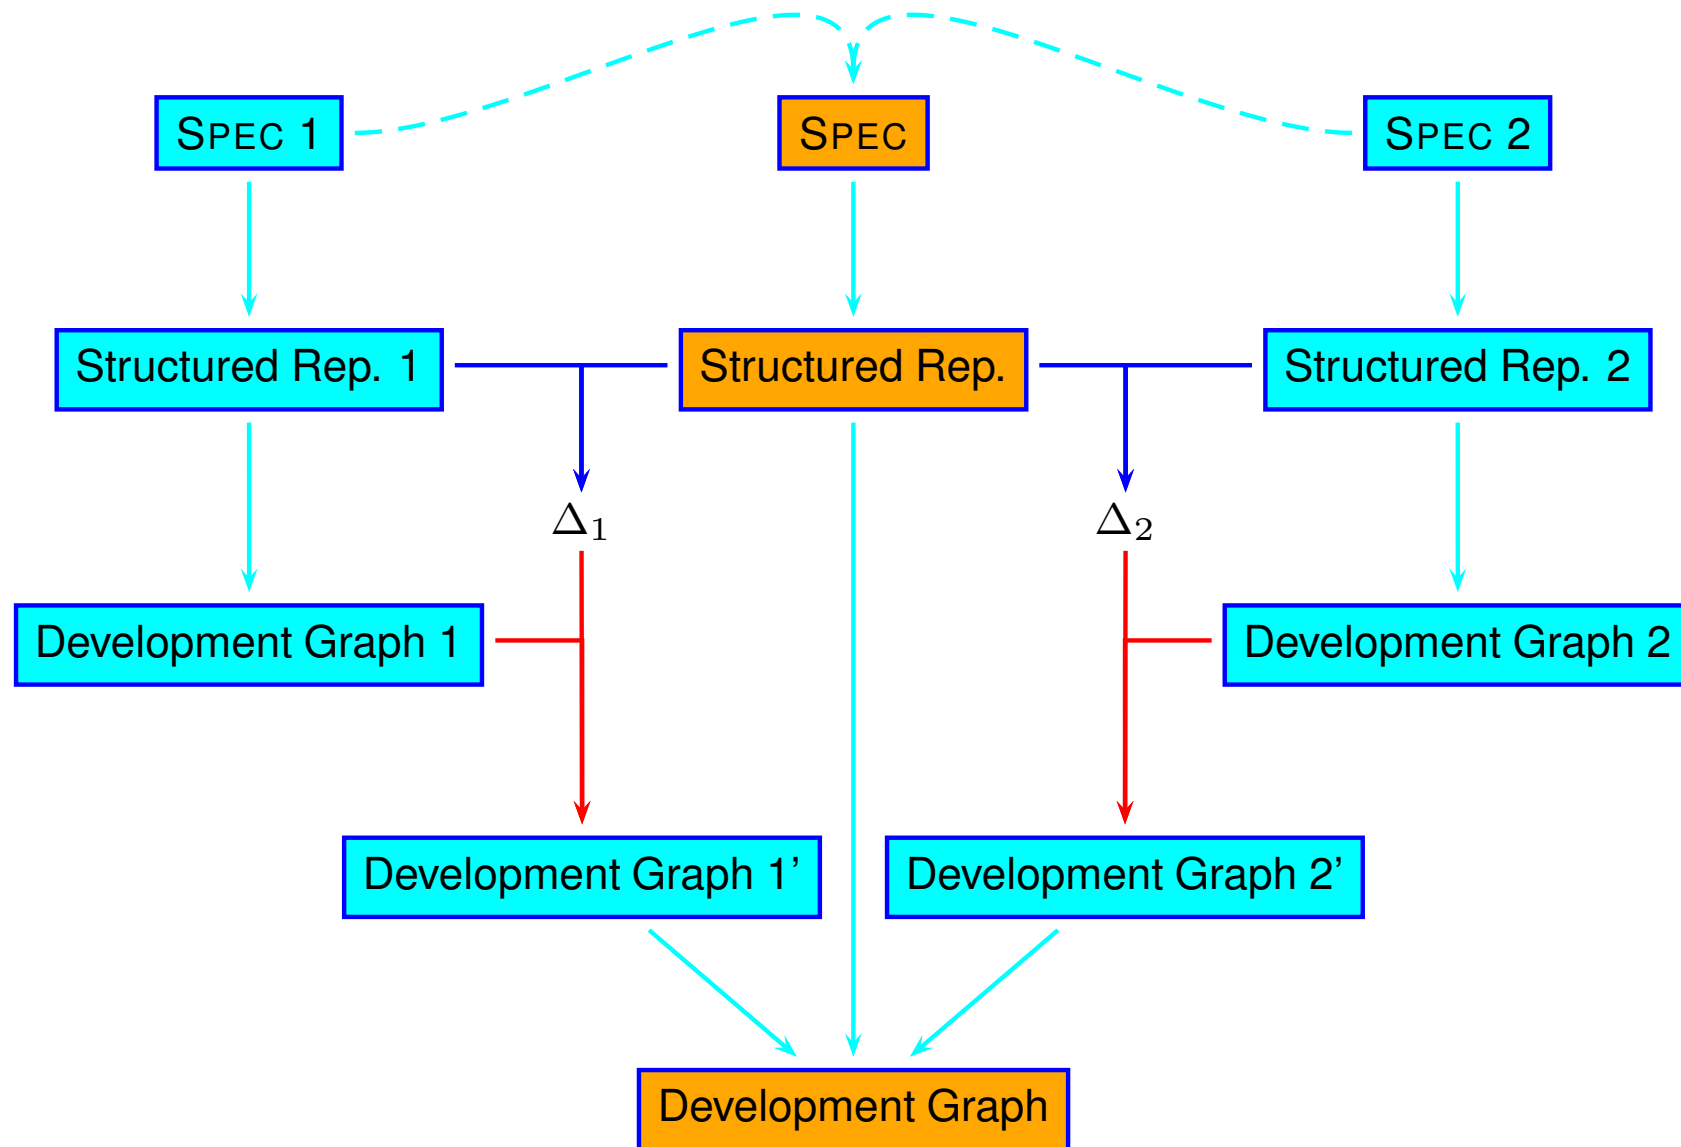 SPEC 1
SPEC
SPEC 2
Structured Rep. 1
Structured Rep.
Structured Rep. 2
Δ1
Δ2
Development Graph 1
Development Graph 2
Development Graph 1’
Development Graph 2’
Development Graph